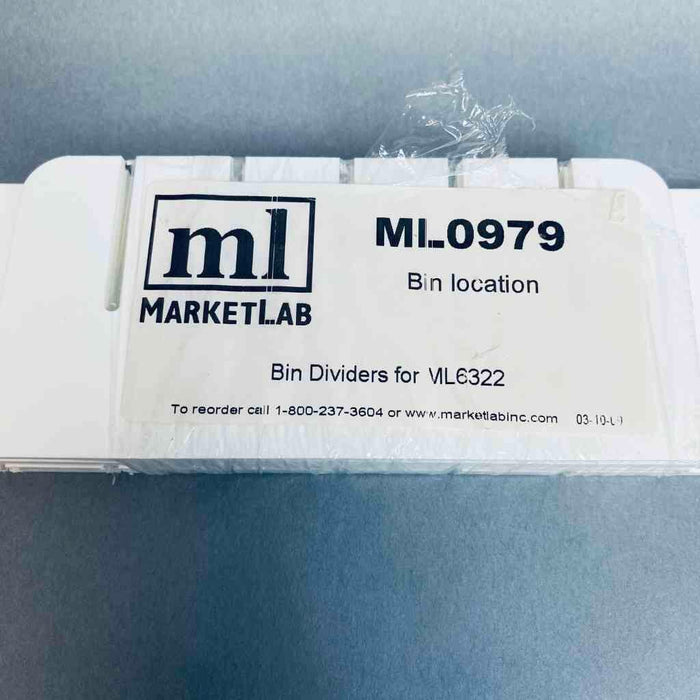 ml
MARKETLAB
ML0979
Bin location
Bin Dividers for ML6322
To reorder call 1-800-237-3604 or www.marketlabinc.com